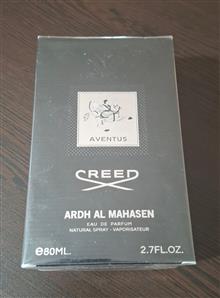 AVENTUS
CREED
ARDH AL MAHASEN
EAU DE PARFUM
NATURAL SPRAY - VAPORISATEUR
℮80ML. 2.7FL.OZ.